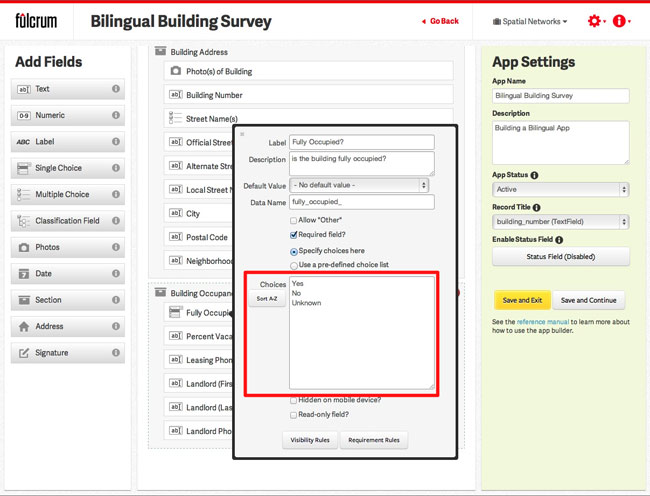 fülcrum
Bilingual Building Survey
Go Back
Spatial Networks
Add Fields
Text
Numeric
Label
Single Choice
Multiple Choice
Classification Field
Photos
Date
Section
Address
Signature
Building Address
Photo(s) of Building
Building Number
Street Name(s)
Official Street
Alternate Stree
Local Street N
City
Postal Code
Neighborhoo
Building Occupanc
Fully Occupie
Percent Vaca
Leasing Phon
Landlord (First
Landlord (Las
Landlord Pho
Label
Fully Occupied?
Description
is the building fully occupied?
Default Value
- No default value -
Data Name
fully_occupied_
Allow "Other"
Required field?
Specify choices here
Use a pre-defined choice list
Choices
Sort A-Z
Yes
No
Unknown
Hidden on mobile device?
Read-only field?
Visibility Rules
Requirement Rules
App Settings
App Name
Bilingual Building Survey
Description
Building a Bilingual App
App Status
Active
Record Title
building_number (TextField)
Enable Status Field
Status Field (Disabled)
Save and Exit
Save and Continue
See the reference manual to learn more about
how to use the app builder.